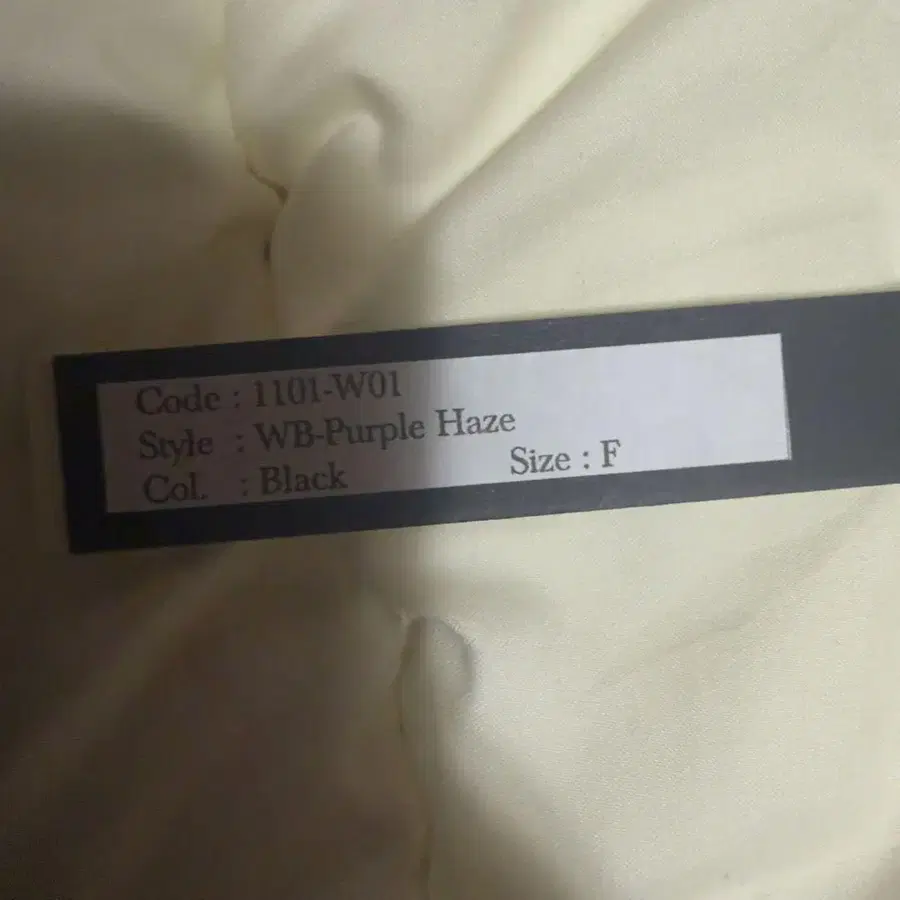 Code : 1101-W01
Style : WB-Purple Haze
Col. : Black Size : F